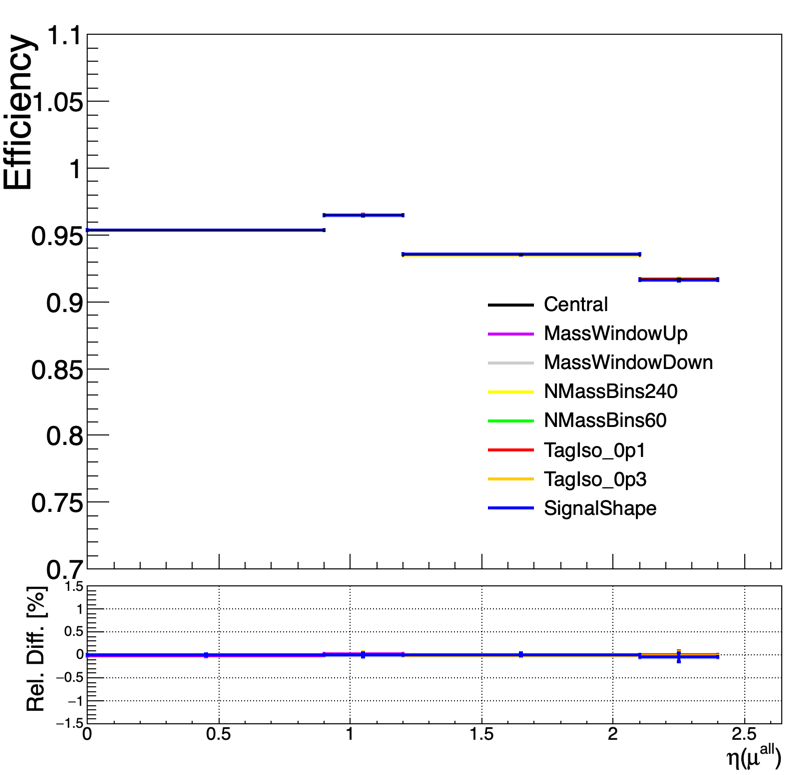 Efficiency
1.1
1.05
1
0.95
0.9
0.85
0.8
0.75
0.7
Central
MassWindowUp
MassWindowDown
NMassBins240
NMassBins60
TagIso_0p1
TagIso_0p3
SignalShape
Rel. Diff. [%]
1.5
1
0.5
0
−0.5
−1
−1.5
0 0.5 1 1.5 2 2.5
η(μ^all)